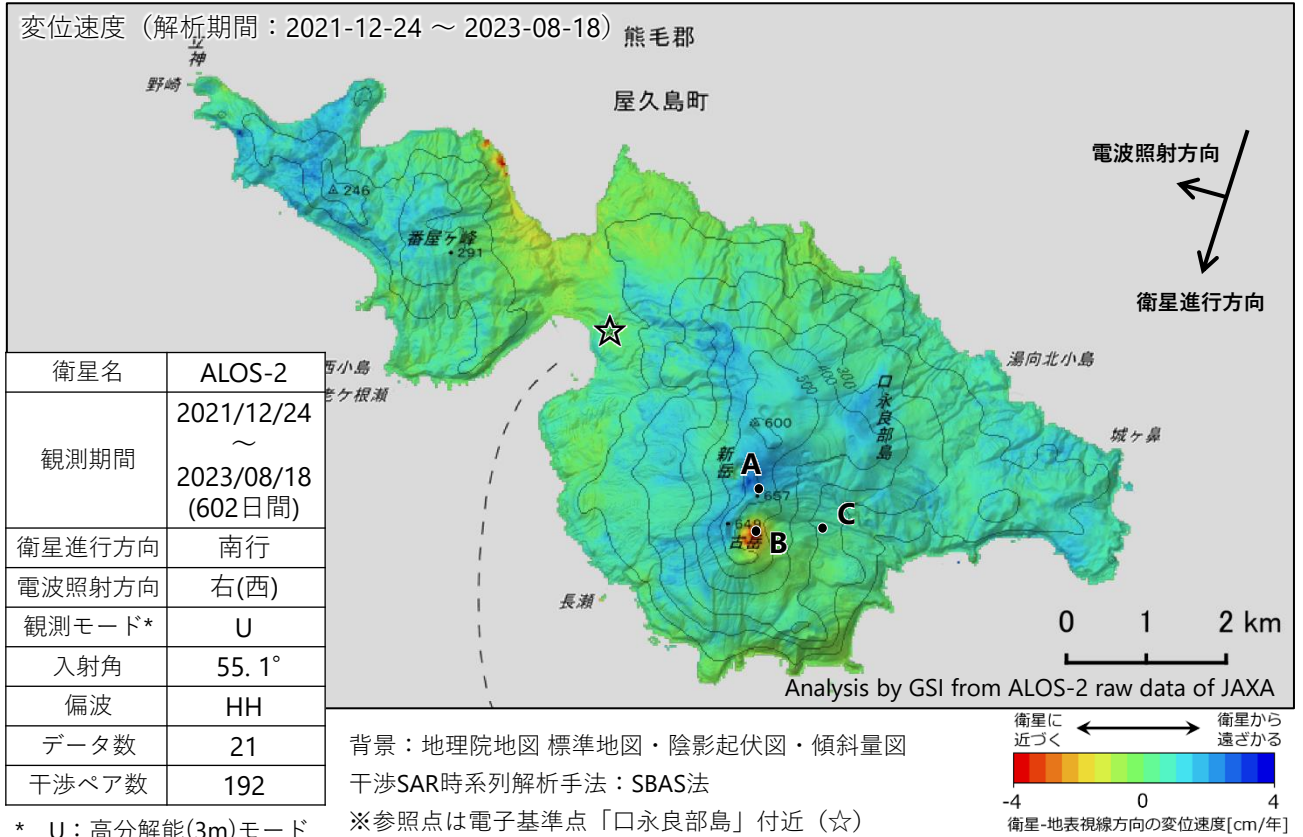 変位速度（解析期間：2021-12-24 ～ 2023-08-18）
熊毛郡
屋久島町
立神
野崎
246
番屋ヶ峰
291
電波照射方向
衛星進行方向
湯向北小島
城ヶ鼻
口永良部島
300
400
500
600
新岳
A
657
C
649
古岳
B
長瀬
西小島
老ケ根瀬
0 1 2 km
Analysis by GSI from ALOS-2 raw data of JAXA
衛星名 ALOS-2
観測期間 2021/12/24
～
2023/08/18
(602日間)
衛星進行方向 南行
電波照射方向 右(西)
観測モード* U
入射角 55.1°
偏波 HH
データ数 21
干渉ペア数 192
* U：高分解能(3m)モード
背景：地理院地図 標準地図・陰影起伏図・傾斜量図
干渉SAR時系列解析手法：SBAS法
※参照点は電子基準点「口永良部島」付近（☆）
衛星に
近づく
衛星から
遠ざかる
-4 0 4
衛星-地表視線方向の変位速度[cm/年]